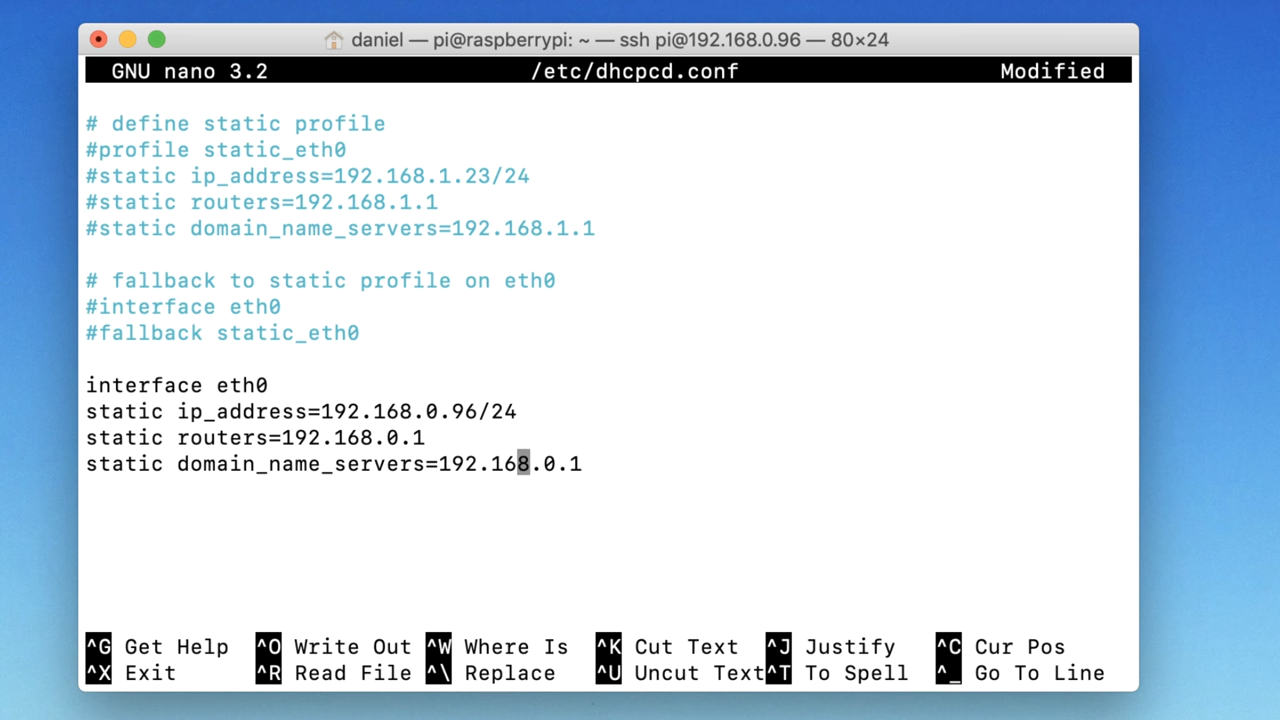 daniel — pi@raspberrypi: ~ — ssh pi@192.168.0.96 — 80×24
GNU nano 3.2 /etc/dhcpcd.conf Modified
# define static profile
#profile static_eth0
#static ip_address=192.168.1.23/24
#static routers=192.168.1.1
#static domain_name_servers=192.168.1.1
# fallback to static profile on eth0
#interface eth0
#fallback static_eth0
interface eth0
static ip_address=192.168.0.96/24
static routers=192.168.0.1
static domain_name_servers=192.168.0.1
^G Get Help ^O Write Out ^W Where Is ^K Cut Text ^J Justify ^C Cur Pos
^X Exit ^R Read File ^\ Replace ^U Uncut Text ^T To Spell ^_ Go To Line